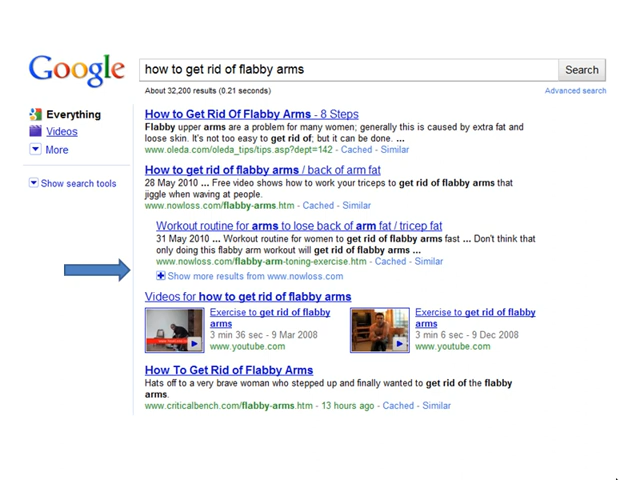 Google
how to get rid of flabby arms
Search
About 32,200 results (0.21 seconds)
Advanced search
Everything
Videos
More
Show search tools
How to Get Rid Of Flabby Arms - 8 Steps
Flabby upper arms are a problem for many women; generally this is caused by extra fat and
loose skin. It's not too easy to get rid of; but it can be done. ...
www.oleda.com/oleda_tips/tips.asp?dept=142 - Cached - Similar
How to get rid of flabby arms / back of arm fat
28 May 2010 ... Free video shows how to work your triceps to get rid of flabby arms that
jiggle when waving at people.
www.nowloss.com/flabby-arms.htm - Cached - Similar
Workout routine for arms to lose back of arm fat / tricep fat
31 May 2010 ... Workout routine for women to get rid of flabby arms fast ... Don't think that
only doing this flabby arm workout will get rid of flabby arms ...
www.nowloss.com/flabby-arm-toning-exercise.htm - Cached - Similar
Show more results from www.nowloss.com
Videos for how to get rid of flabby arms
Exercise to get rid of flabby
arms
3 min 36 sec - 9 Mar 2008
www.youtube.com
Exercise to get rid of flabby
arms
3 min 6 sec - 9 Dec 2008
www.youtube.com
How To Get Rid of Flabby Arms
Hats off to a very brave woman who stepped up and finally wanted to get rid of the flabby
arms.
www.criticalbench.com/flabby-arms.htm - 13 hours ago - Cached - Similar